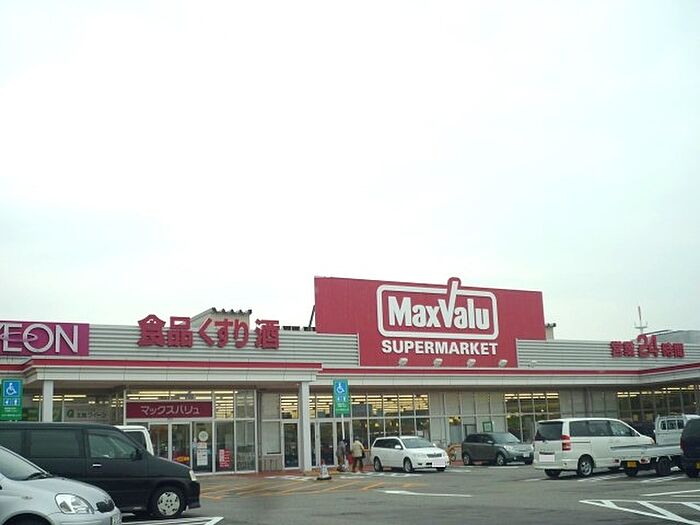 AEON
食品 くすり 酒
MaxValu
SUPERMARKET
営業24時間
マックスバリュ